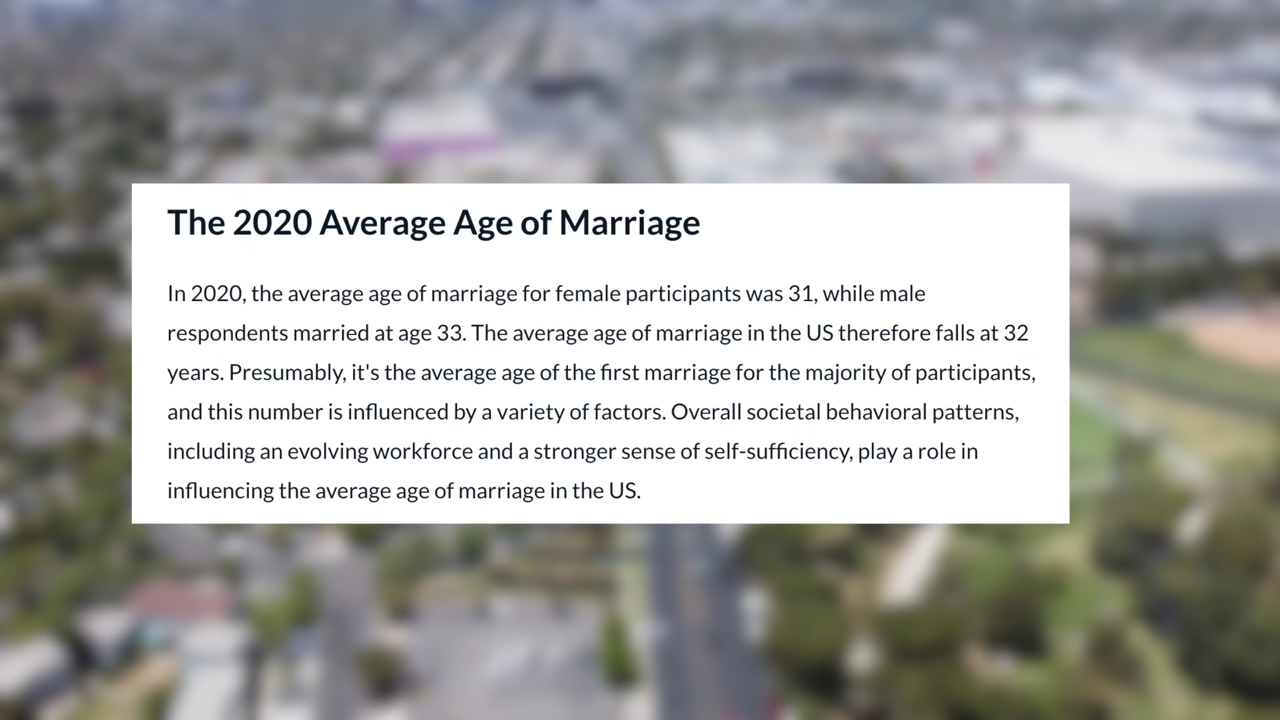 The 2020 Average Age of Marriage
In 2020, the average age of marriage for female participants was 31, while male
respondents married at age 33. The average age of marriage in the US therefore falls at 32
years. Presumably, it's the average age of the first marriage for the majority of participants,
and this number is influenced by a variety of factors. Overall societal behavioral patterns,
including an evolving workforce and a stronger sense of self-sufficiency, play a role in
influencing the average age of marriage in the US.